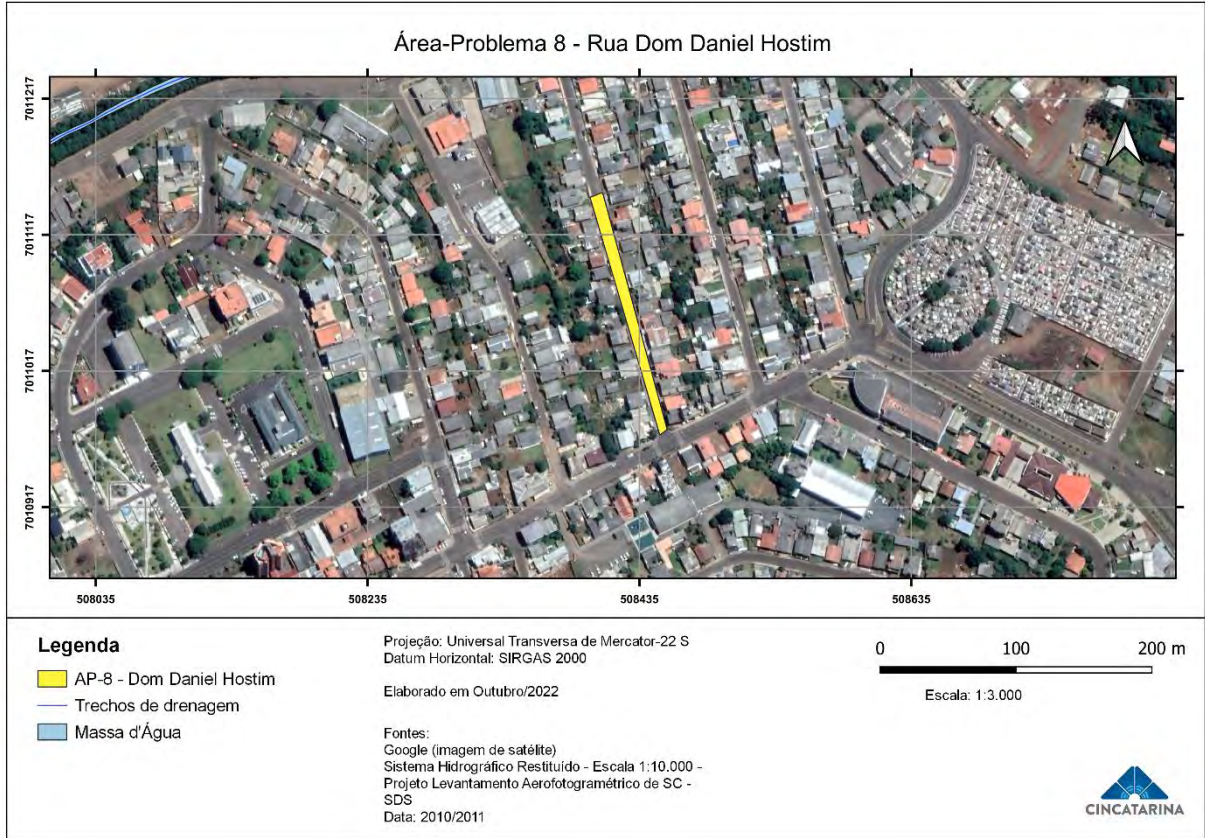 Área-Problema 8 - Rua Dom Daniel Hostim
7011217
7011117
7011017
7010917
508035
508235
508435
508635
Legenda
AP-8 - Dom Daniel Hostim
Trechos de drenagem
Massa d'Água
Projeção: Universal Transversa de Mercator-22 S
Datum Horizontal: SIRGAS 2000
Elaborado em Outubro/2022
Fontes:
Google (imagem de satélite)
Sistema Hidrográfico Restituído - Escala 1:10.000 -
Projeto Levantamento Aerofotogramétrico de SC -
SDS
Data: 2010/2011
0 100 200 m
Escala: 1:3.000
CINCATARINA